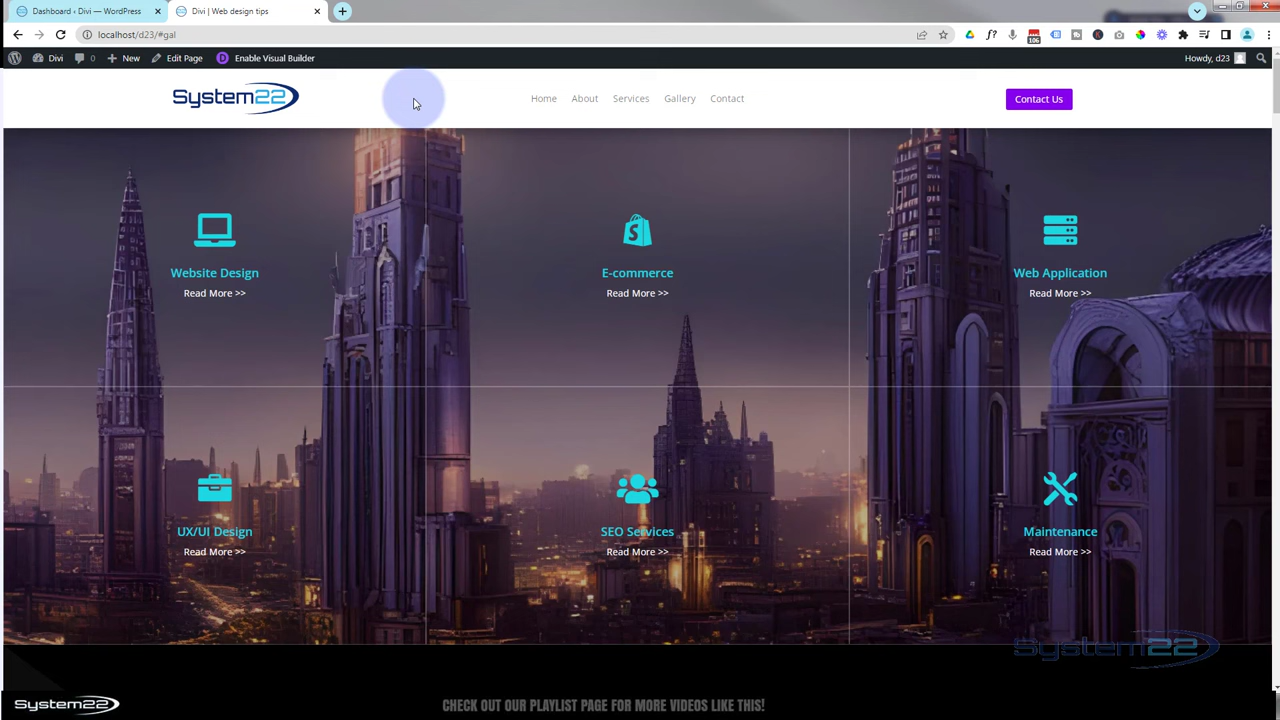 Dashboard ‹ Divi — WordPress
Divi | Web design tips
localhost/d23/#gal
106
Divi
0
New
Edit Page
Enable Visual Builder
Howdy, d23
System22
Home
About
Services
Gallery
Contact
Contact Us
Website Design
Read More >>
E-commerce
Read More >>
Web Application
Read More >>
UX/UI Design
Read More >>
SEO Services
Read More >>
Maintenance
Read More >>
System22
System22
CHECK OUT OUR PLAYLIST PAGE FOR MORE VIDEOS LIKE THIS!